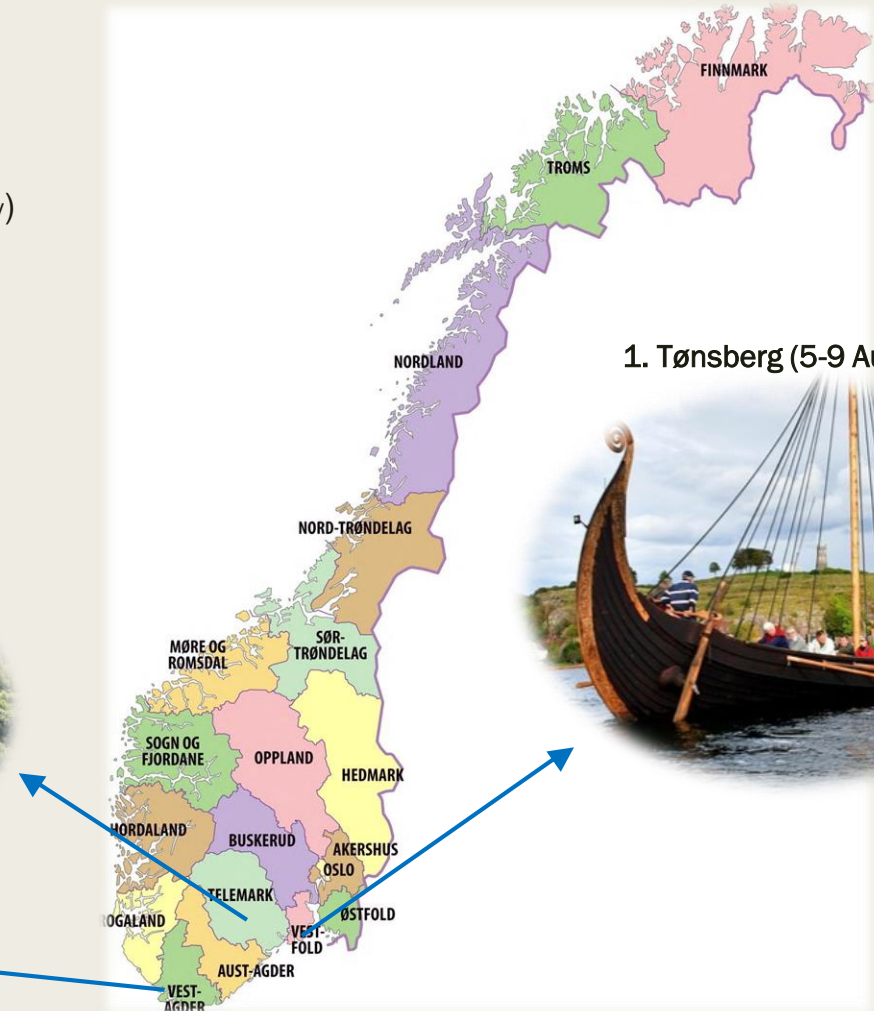 FINNMARK
TROMS
NORDLAND
1. Tønsberg (5-9 Au
NORD-TRØNDELAG
SØR-
TRØNDELAG
MØRE OG
ROMSDAL
SOGN OG
FJORDANE
OPPLAND
HEDMARK
HORDALAND
BUSKERUD
AKERSHUS
OSLO
TELEMARK
ROGALAND
ØSTFOLD
VEST-
FOLD
AUST-AGDER
VEST-
AGDER